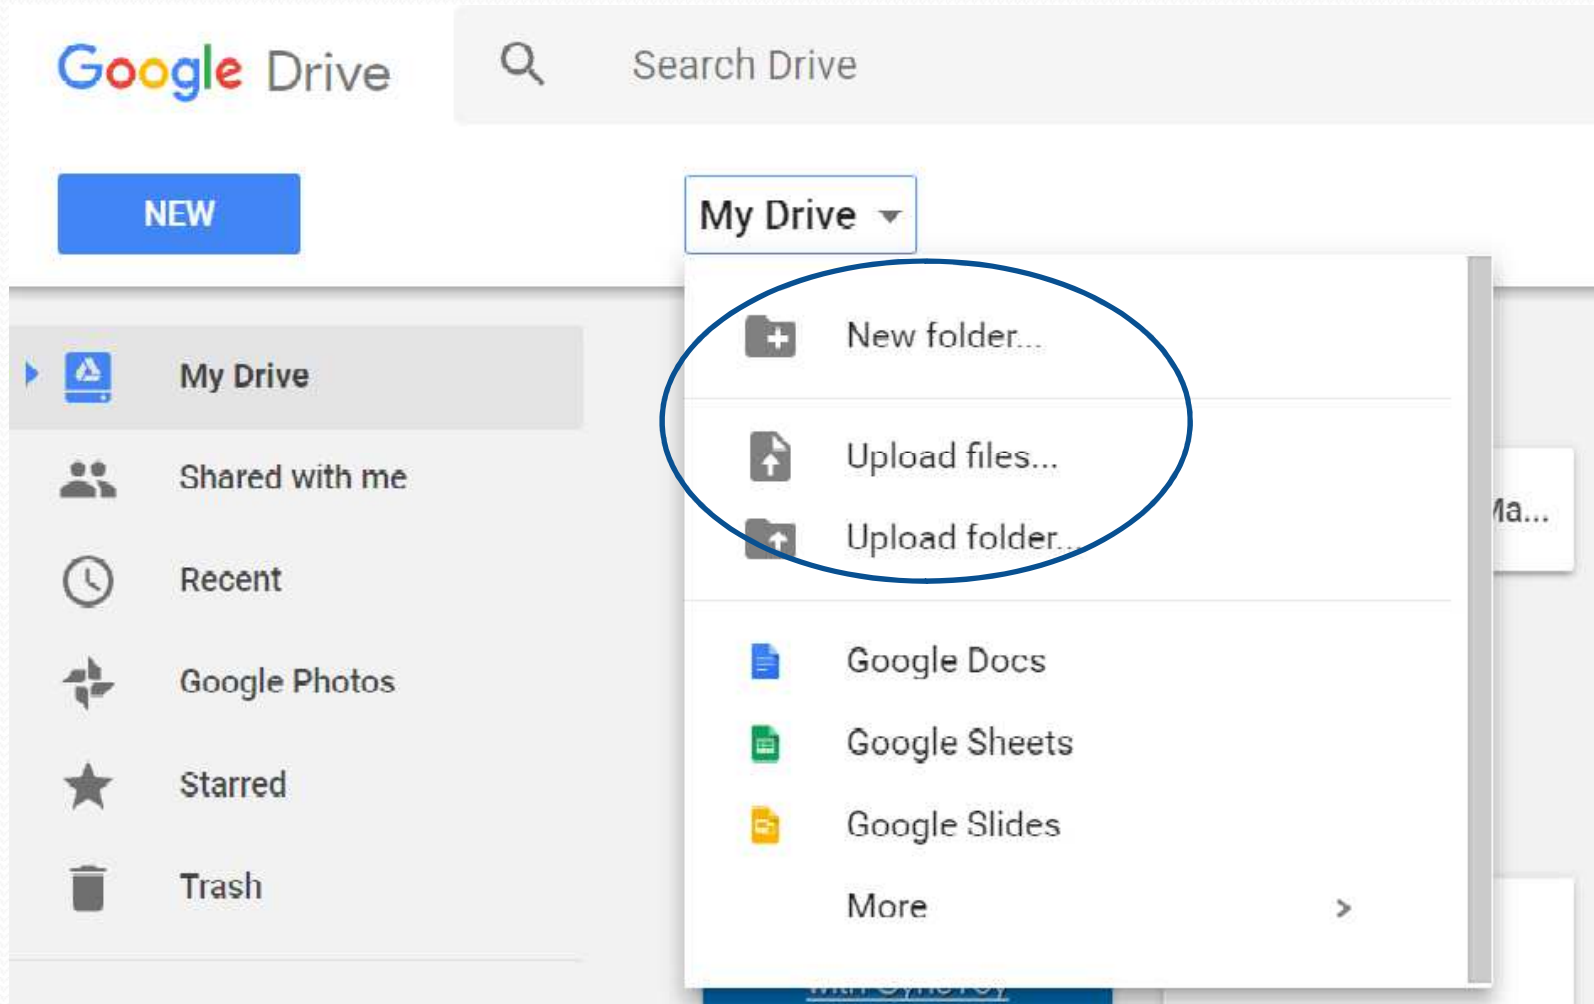 Google Drive
Search Drive
NEW
My Drive
My Drive
Shared with me
Recent
Google Photos
Starred
Trash
New folder...
Upload files...
Upload folder...
Google Docs
Google Sheets
Google Slides
More